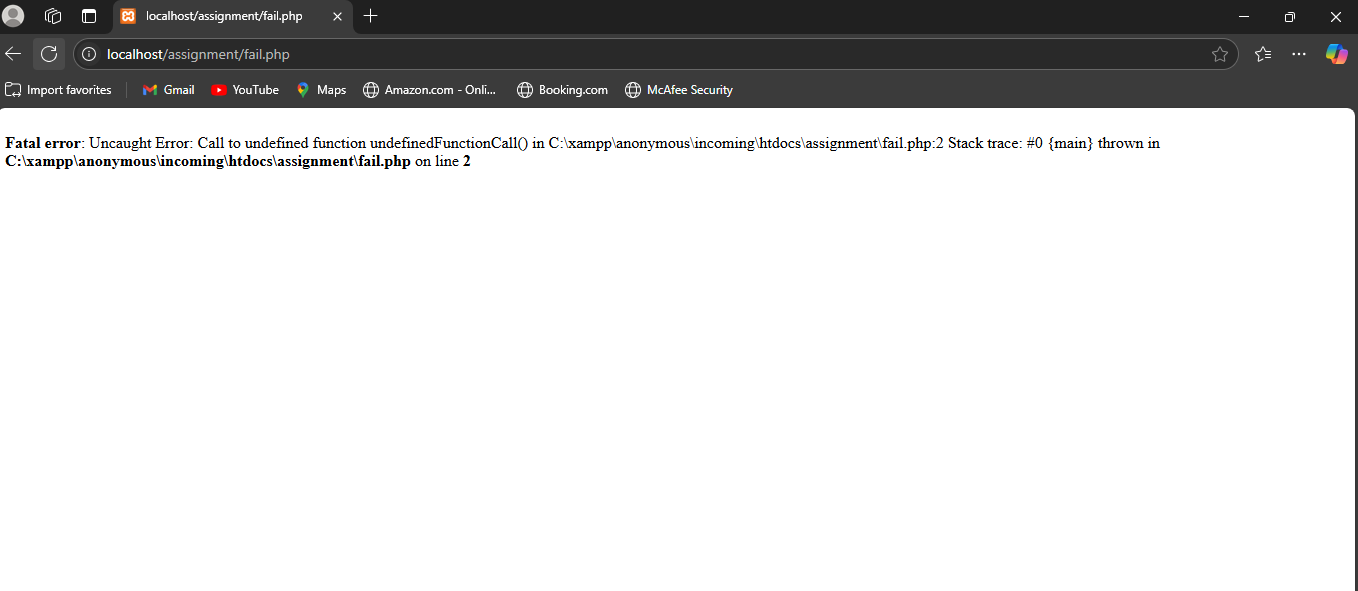 localhost/assignment/fail.php
localhost/assignment/fail.php
Import favorites Gmail YouTube Maps Amazon.com - Onli... Booking.com McAfee Security
Fatal error: Uncaught Error: Call to undefined function undefinedFunctionCall() in C:\xampp\anonymous\incoming\htdocs\assignment\fail.php:2 Stack trace: #0 {main} thrown in
C:\xampp\anonymous\incoming\htdocs\assignment\fail.php on line 2